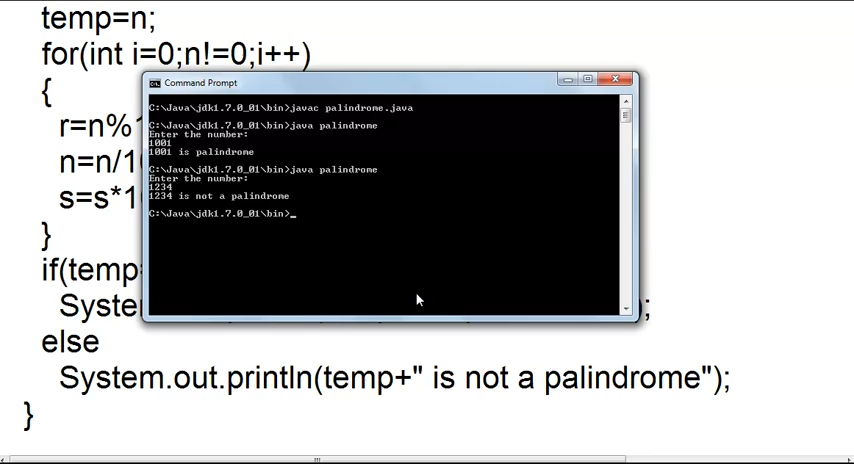 temp=n;
for(int i=0;n!=0;i++)
{
r=n%1
n=n/1
s=s*1
}
if(temp=
Syste
);
else
System.out.println(temp+" is not a palindrome");
}
Command Prompt
C:\Java\jdk1.7.0_01\bin>javac palindrome.java
C:\Java\jdk1.7.0_01\bin>java palindrome
Enter the number:
1001
1001 is palindrome
C:\Java\jdk1.7.0_01\bin>java palindrome
Enter the number:
1234
1234 is not a palindrome
C:\Java\jdk1.7.0_01\bin>_